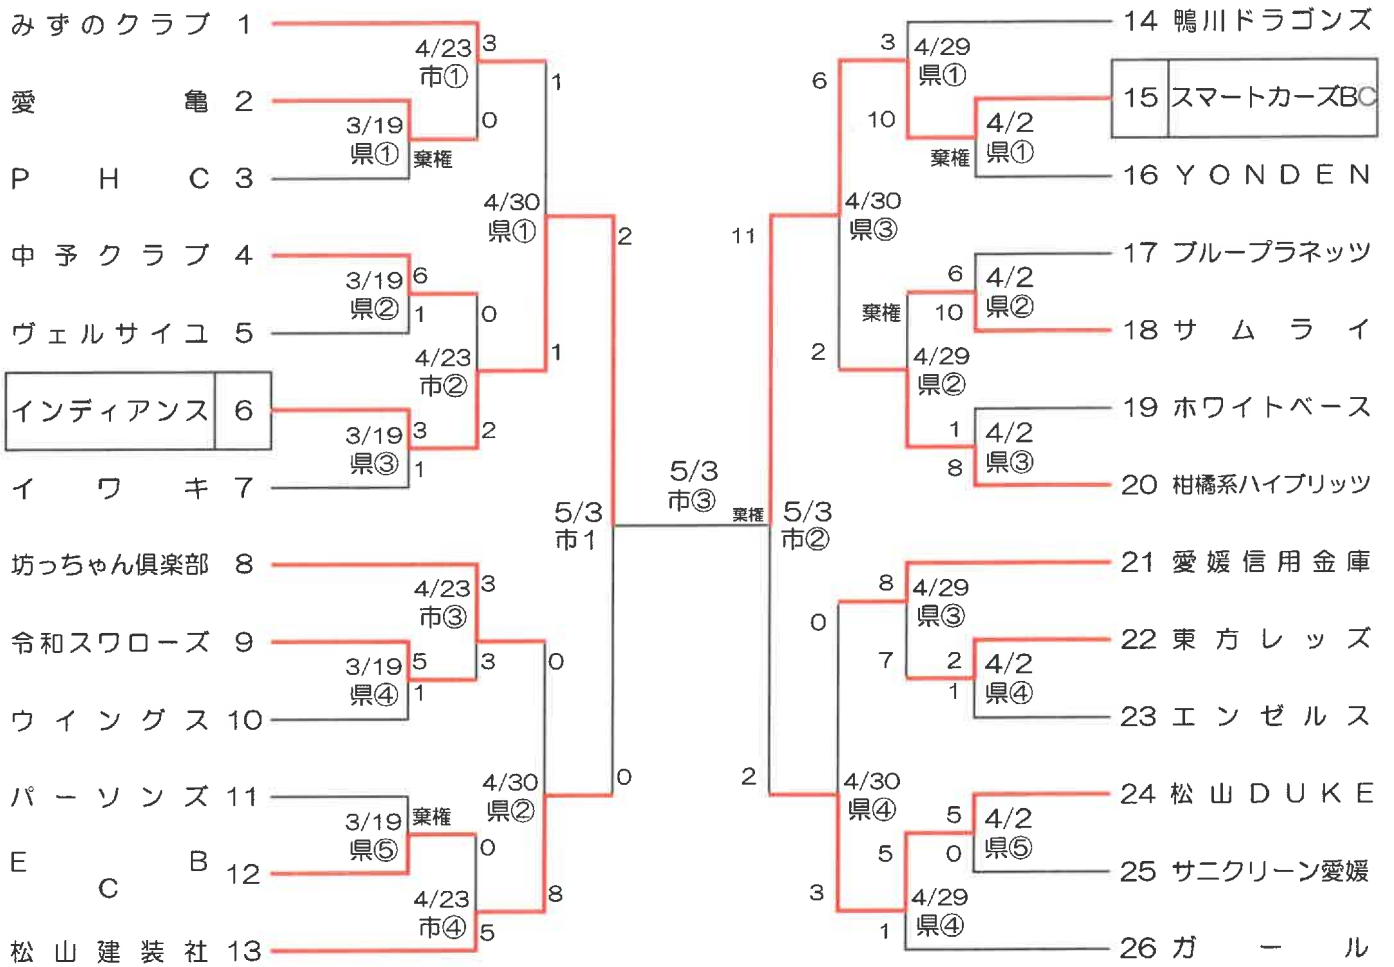 みずのクラブ 1
4/23
市①
3
0
愛亀 2
3/19
県①
棄権
PHC 3
1
4/30
県①
1
中予クラブ 4
3/19
県②
6
1
ヴェルサイユ 5
4/23
市②
0
2
インディアンス 6
3/19
県③
3
1
イワキ 7
2
5/3
市1
0
坊っちゃん倶楽部 8
4/23
市③
3
3
令和スワローズ 9
3/19
県④
5
1
ウイングス 10
0
4/30
県②
8
パーソンズ 11
3/19
県⑤
棄権
ECB 12
4/23
市④
0
5
松山建装社 13
5/3
市③
棄権
14 鴨川ドラゴンズ
3
4/29
県①
10
15 スマートカーズBC
4/2
県①
棄権
16 YONDEN
6
4/30
県③
2
17 ブループラネッツ
6
4/2
県②
10
18 サムライ
棄権
4/29
県②
19 ホワイトベース
1
4/2
県③
8
20 柑橘系ハイブリッツ
11
5/3
市②
2
21 愛媛信用金庫
8
4/29
県③
7
22 東方レッズ
2
4/2
県④
1
23 エンゼルス
0
4/30
県④
3
24 松山DUKE
5
4/2
県⑤
0
25 サニクリーン愛媛
5
4/29
県④
1
26 ガール